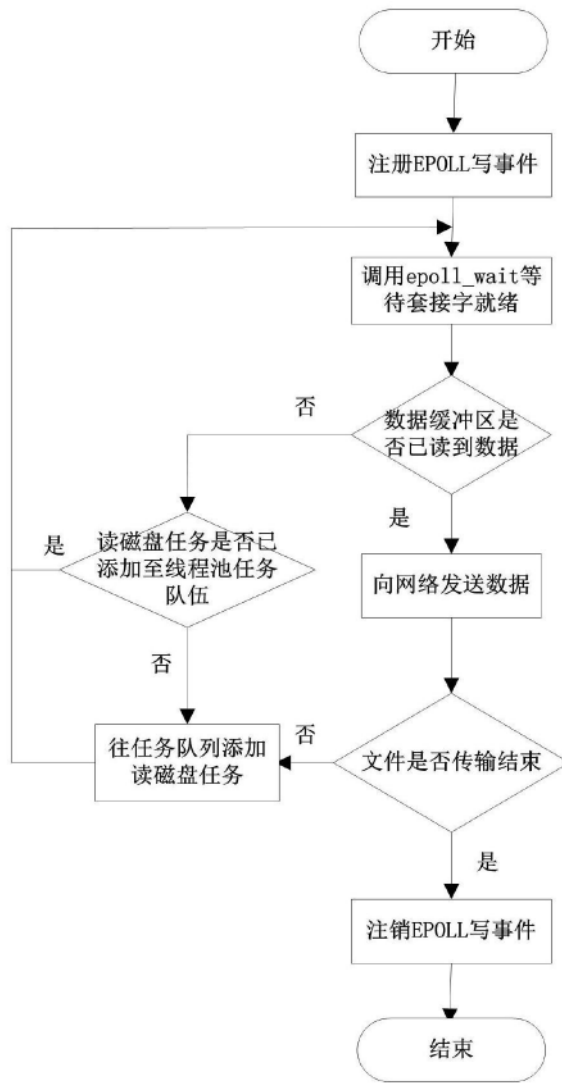 开始
注册EPOLL写事件
调用epoll_wait等
待套接字就绪
否
数据缓冲区是
否已读到数据
是
读磁盘任务是否已
添加至线程池任务
队伍
是
向网络发送数据
否
往任务队列添加
读磁盘任务
否
文件是否传输结束
是
注销EPOLL写事件
结束